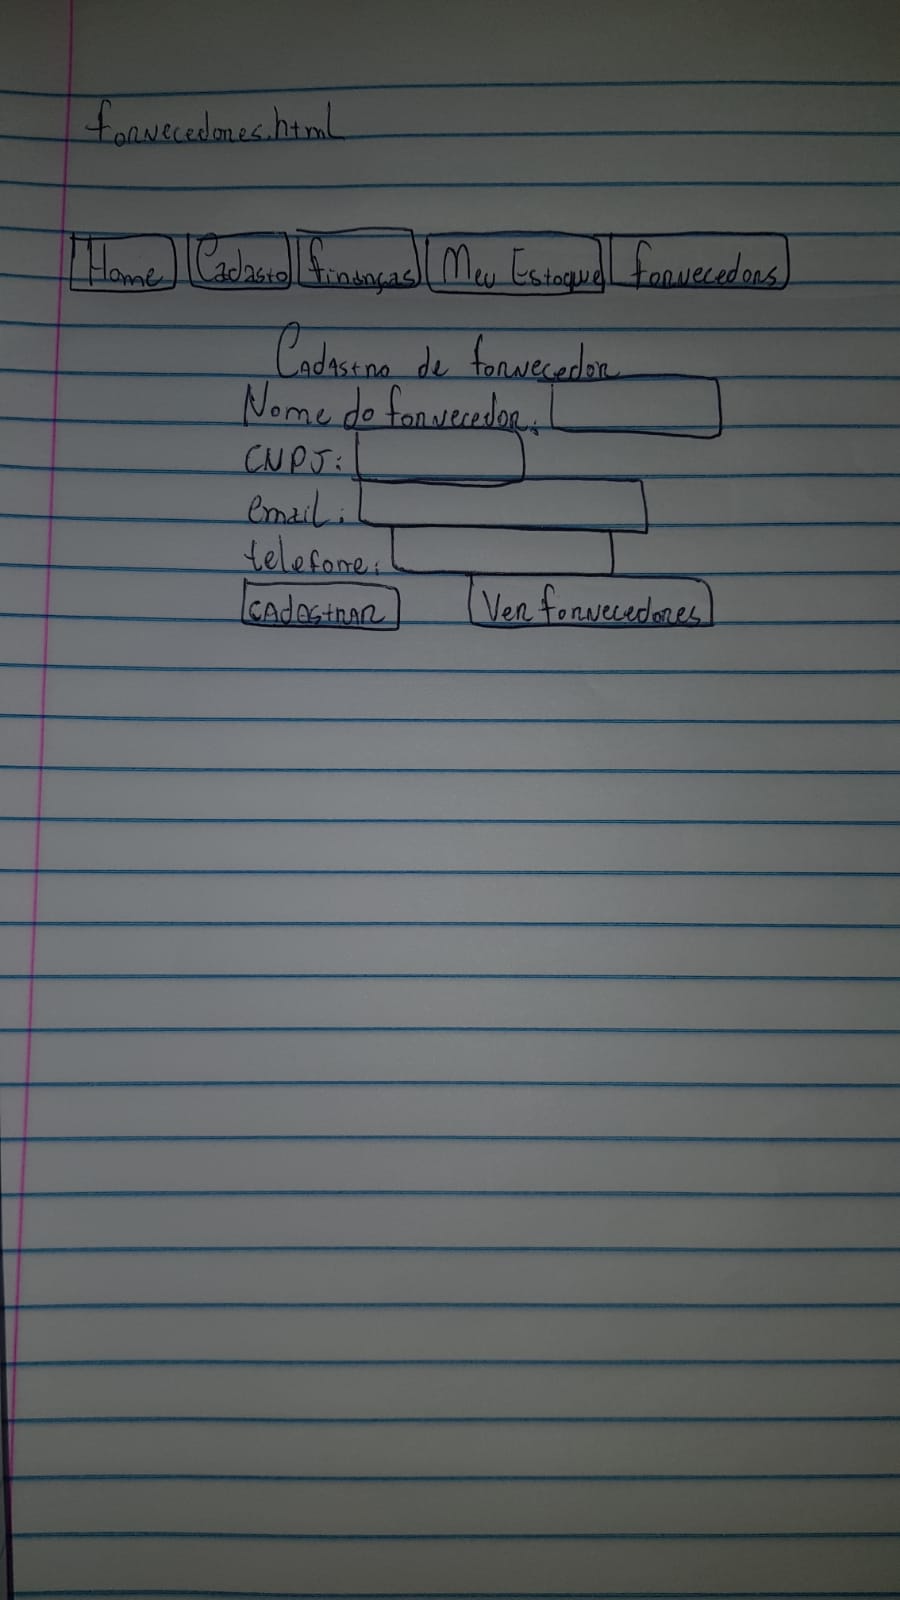 fornecedores.html
Home Cadasto finanças Meu Estoque fornecedors
Cadastro de fornecedor
Nome do fornecedor:
CNPJ:
email:
telefone:
CAdAStrAR Ver fornecedores